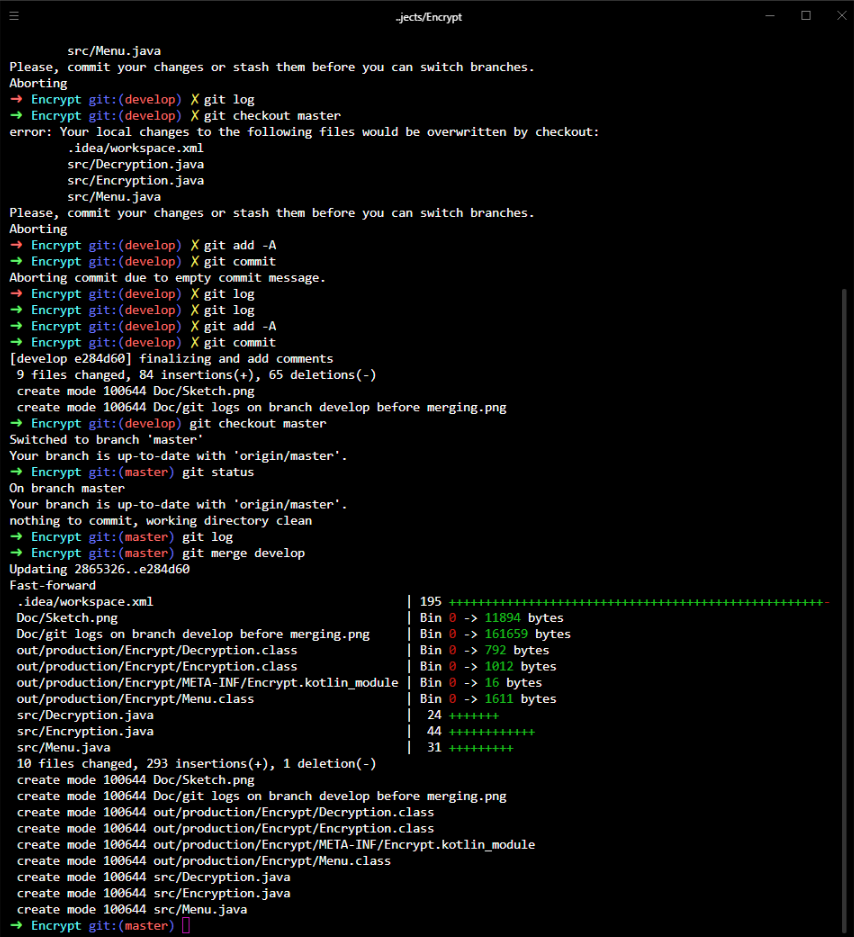 ..jects/Encrypt
src/Menu.java
Please, commit your changes or stash them before you can switch branches.
Aborting
➜ Encrypt git:(develop) ✗ git log
➜ Encrypt git:(develop) ✗ git checkout master
error: Your local changes to the following files would be overwritten by checkout:
.idea/workspace.xml
src/Decryption.java
src/Encryption.java
src/Menu.java
Please, commit your changes or stash them before you can switch branches.
Aborting
➜ Encrypt git:(develop) ✗ git add -A
➜ Encrypt git:(develop) ✗ git commit
Aborting commit due to empty commit message.
➜ Encrypt git:(develop) ✗ git log
➜ Encrypt git:(develop) ✗ git log
➜ Encrypt git:(develop) ✗ git add -A
➜ Encrypt git:(develop) ✗ git commit
[develop e284d60] finalizing and add comments
9 files changed, 84 insertions(+), 65 deletions(-)
create mode 100644 Doc/Sketch.png
create mode 100644 Doc/git logs on branch develop before merging.png
➜ Encrypt git:(develop) git checkout master
Switched to branch 'master'
Your branch is up-to-date with 'origin/master'.
➜ Encrypt git:(master) git status
On branch master
Your branch is up-to-date with 'origin/master'.
nothing to commit, working directory clean
➜ Encrypt git:(master) git log
➜ Encrypt git:(master) git merge develop
Updating 2865326..e284d60
Fast-forward
.idea/workspace.xml | 195 ++++++++++++++++++++++++++++++++++++++++++++++++++++-
Doc/Sketch.png | Bin 0 -> 11894 bytes
Doc/git logs on branch develop before merging.png | Bin 0 -> 161659 bytes
out/production/Encrypt/Decryption.class | Bin 0 -> 792 bytes
out/production/Encrypt/Encryption.class | Bin 0 -> 1012 bytes
out/production/Encrypt/META-INF/Encrypt.kotlin_module | Bin 0 -> 16 bytes
out/production/Encrypt/Menu.class | Bin 0 -> 1611 bytes
src/Decryption.java | 24 +++++++
src/Encryption.java | 44 ++++++++++++
src/Menu.java | 31 +++++++++
10 files changed, 293 insertions(+), 1 deletion(-)
create mode 100644 Doc/Sketch.png
create mode 100644 Doc/git logs on branch develop before merging.png
create mode 100644 out/production/Encrypt/Decryption.class
create mode 100644 out/production/Encrypt/Encryption.class
create mode 100644 out/production/Encrypt/META-INF/Encrypt.kotlin_module
create mode 100644 out/production/Encrypt/Menu.class
create mode 100644 src/Decryption.java
create mode 100644 src/Encryption.java
create mode 100644 src/Menu.java
➜ Encrypt git:(master)